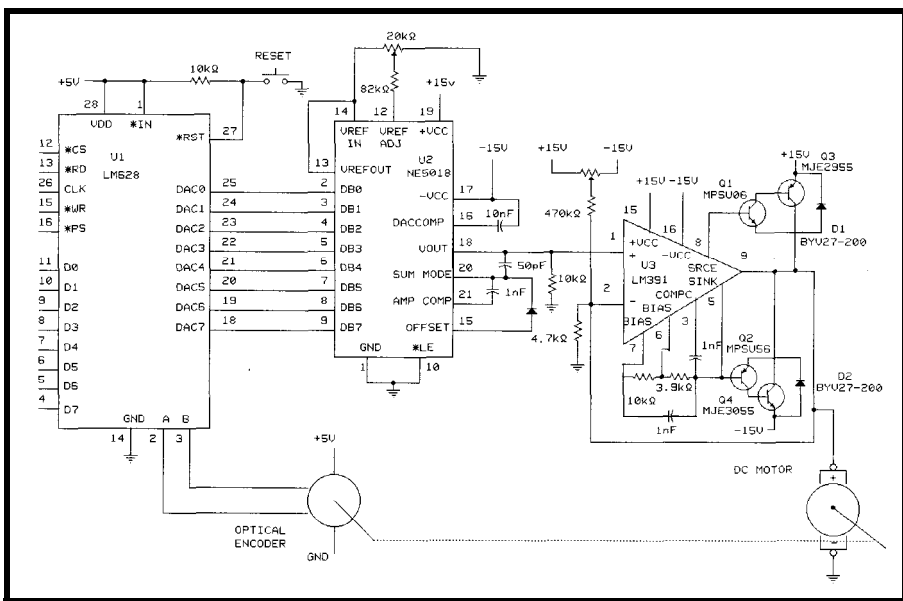 20kΩ
RESET
+5V
10kΩ
82kΩ
+15v
28 1
14 12 19
VDD *IN
*RST 27
VREF IN
VREF ADJ
+VCC
U1
LM628
12 *CS
13 *RD
26 CLK
15 *WR
16 *PS
11 D0
10 D1
9 D2
8 D3
7 D4
6 D5
5 D6
4 D7
DAC0 25
DAC1 24
DAC2 23
DAC3 22
DAC4 21
DAC5 20
DAC6 19
DAC7 18
GND A B
14 2 3
13 VREFOUT
U2
NE5018
2 DB0
3 DB1
4 DB2
5 DB3
6 DB4
7 DB5
8 DB6
9 DB7
-15V
-VCC 17
DACCOMP 16
10nF
VOUT 18
SUM MODE 20
AMP COMP 21
OFFSET 15
GND *LE
1 10
50pF
1nF
10kΩ
+15V -15V
470kΩ
4.7kΩ
+15V -15V
15
16
8
1
2
+VCC
-VCC
+
-
U3
LM391
SRCE
SINK
COMPC
BIAS
BIAS
9
5
3
6
7
Q1
MPSU06
+15V Q3
MJE2955
D1
BYV27-200
1nF
3.9kΩ
10kΩ
1nF
Q2
MPSU56
Q4
MJE3055
-15V
D2
BYV27-200
DC MOTOR
+
-
+5V
OPTICAL
ENCODER
GND